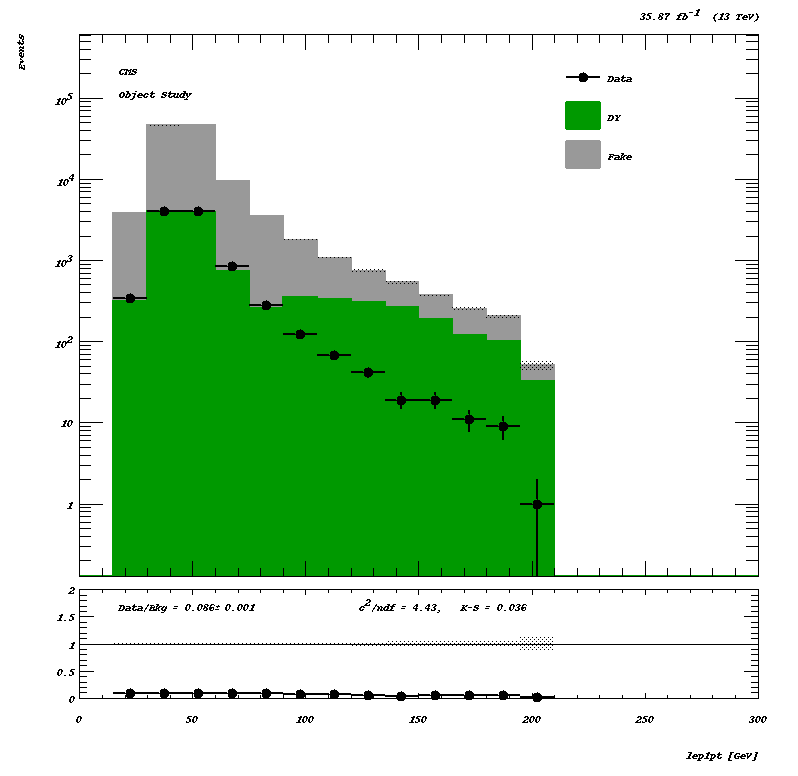 35.87 fb-1 (13 TeV)
Events
CMS
Object Study
Data
DY
Fake
10^5
10^4
10^3
10^2
10
1
Data/Bkg = 0.086± 0.001
c^2/ndf = 4.43, K-S = 0.036
2
1.5
1
0.5
0
0 50 100 150 200 250 300
lep1pt [GeV]